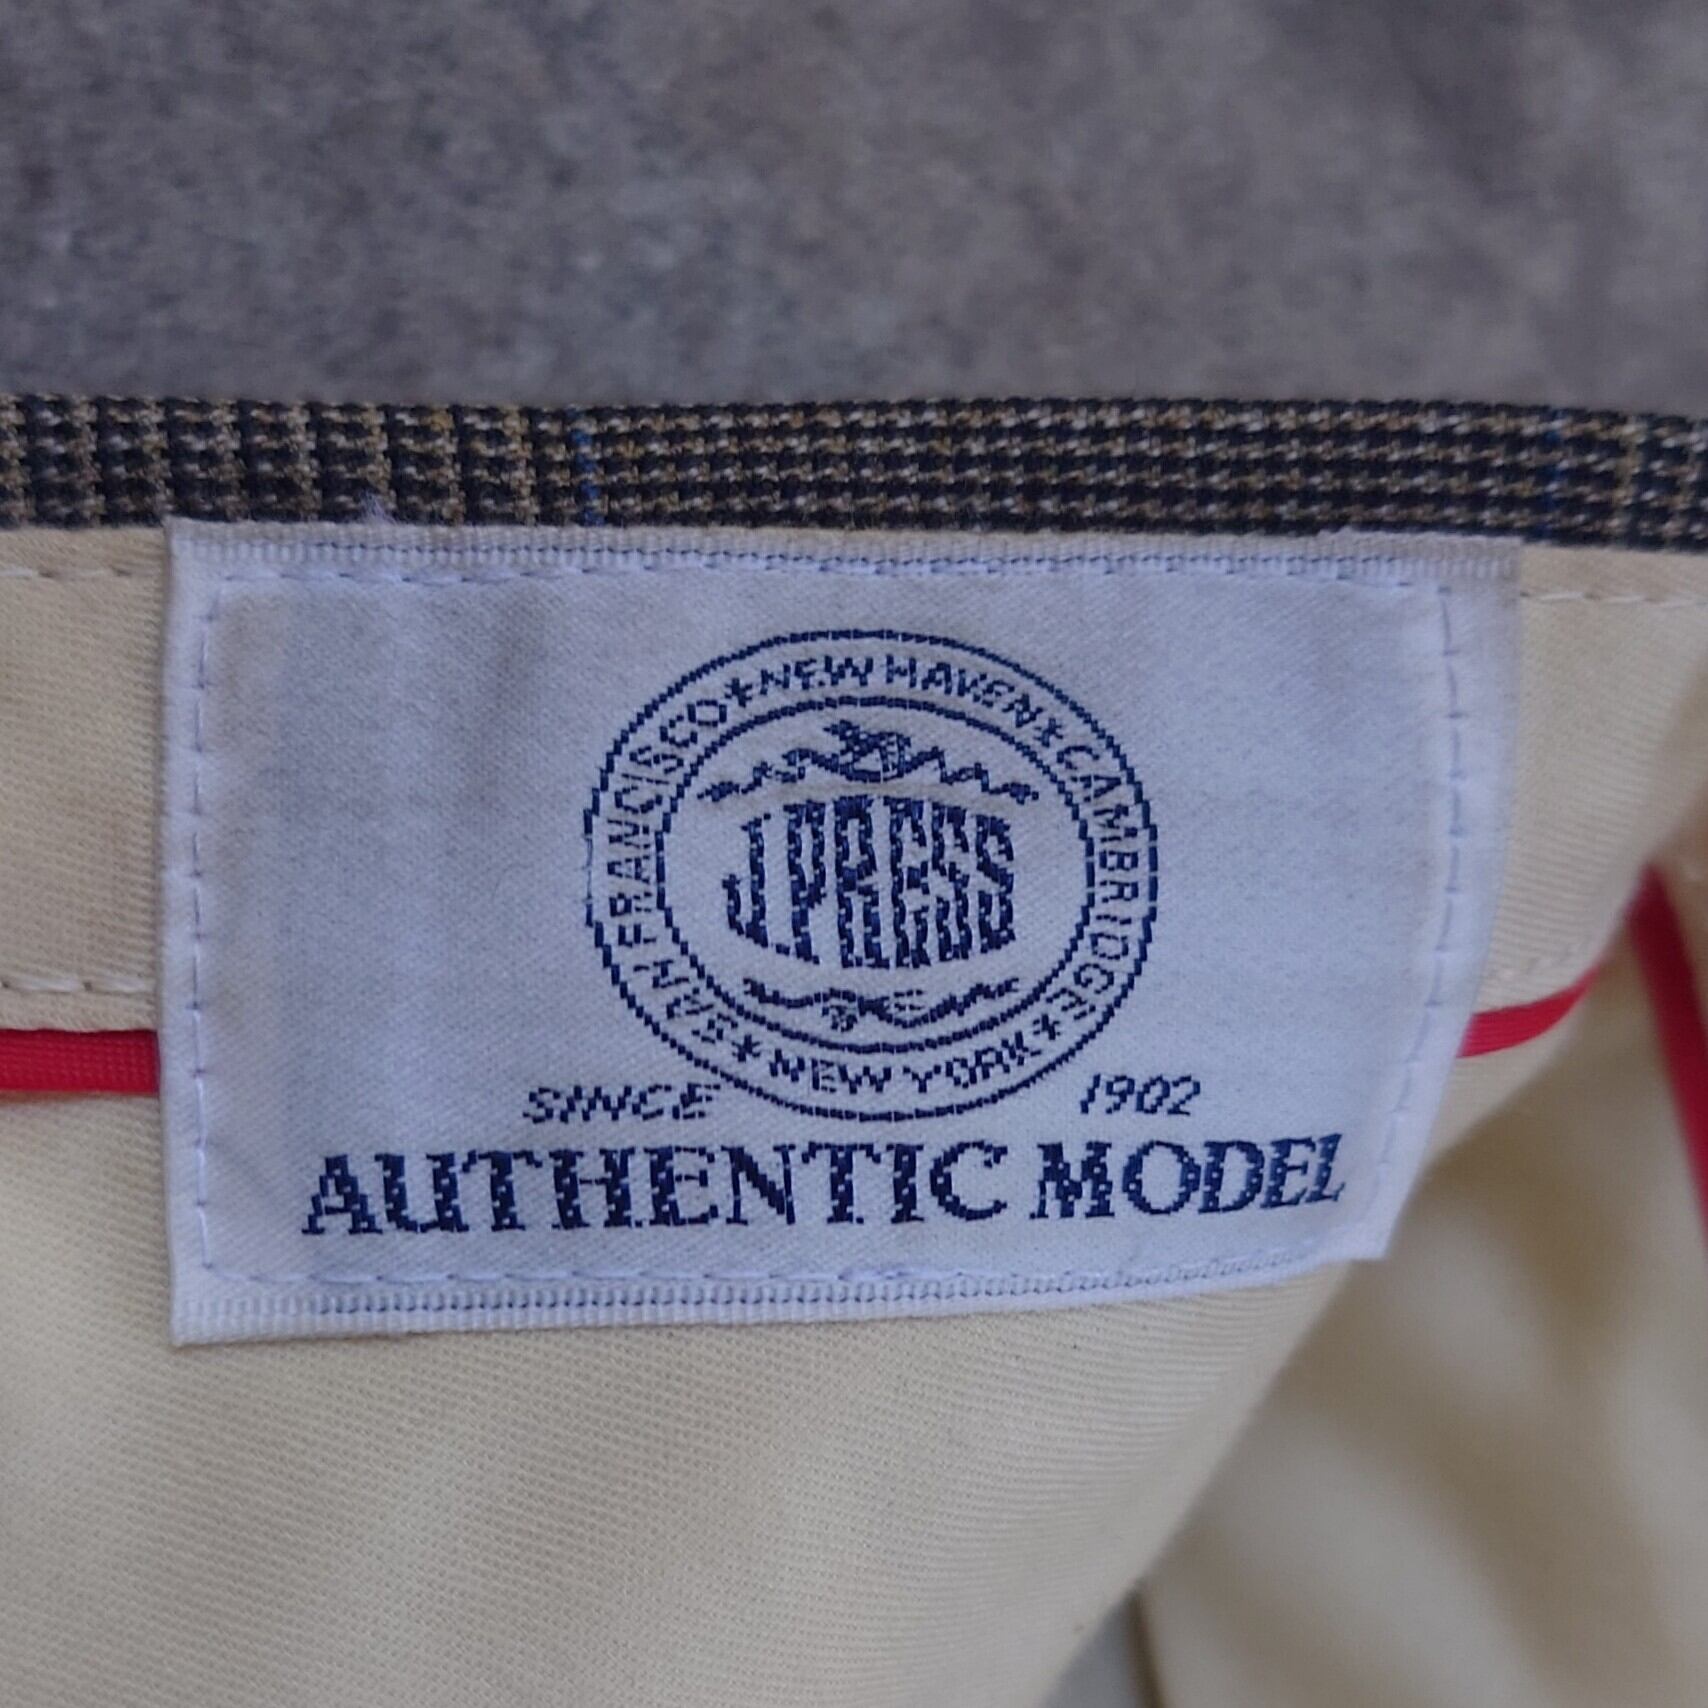 SAN FRANCISCO * NEW HAVEN * CAMBRIDGE * NEW YORK *
J.PRESS
SINCE 1902
AUTHENTIC MODEL